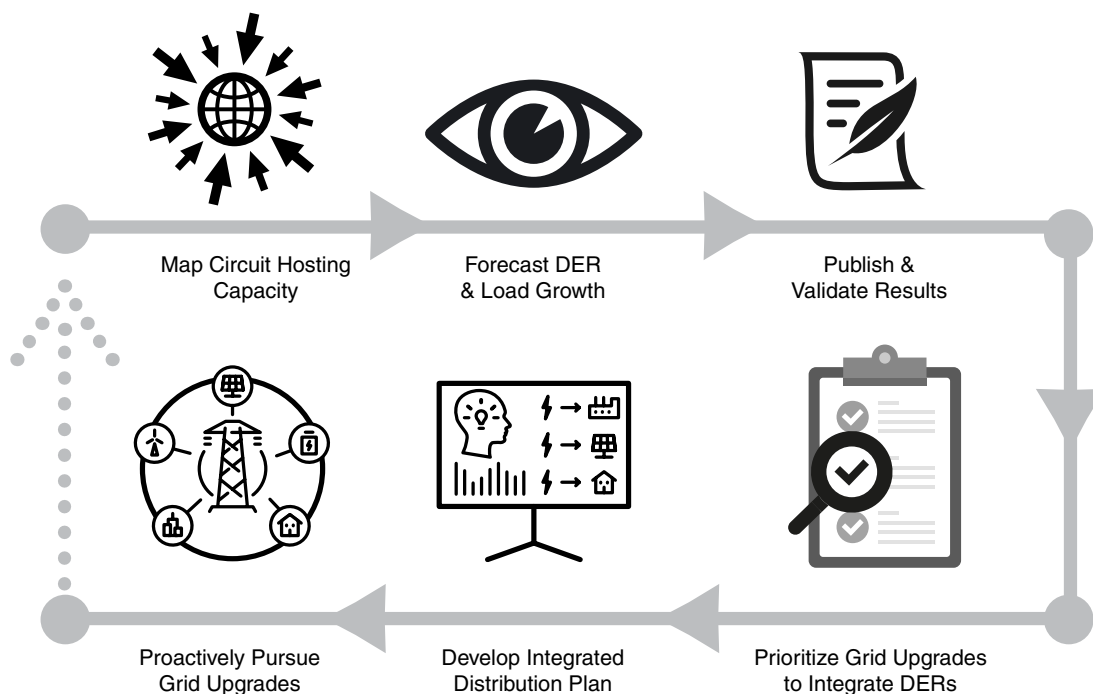 Map Circuit Hosting
Capacity
Forecast DER
& Load Growth
Publish &
Validate Results
Proactively Pursue
Grid Upgrades
Develop Integrated
Distribution Plan
Prioritize Grid Upgrades
to Integrate DERs